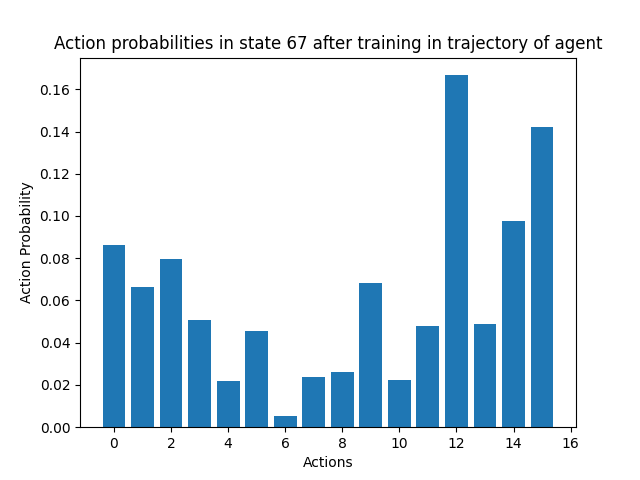 Action probabilities in state 67 after training in trajectory of agent
Action Probability
0.16
0.14
0.12
0.10
0.08
0.06
0.04
0.02
0.00
0 2 4 6 8 10 12 14 16
Actions